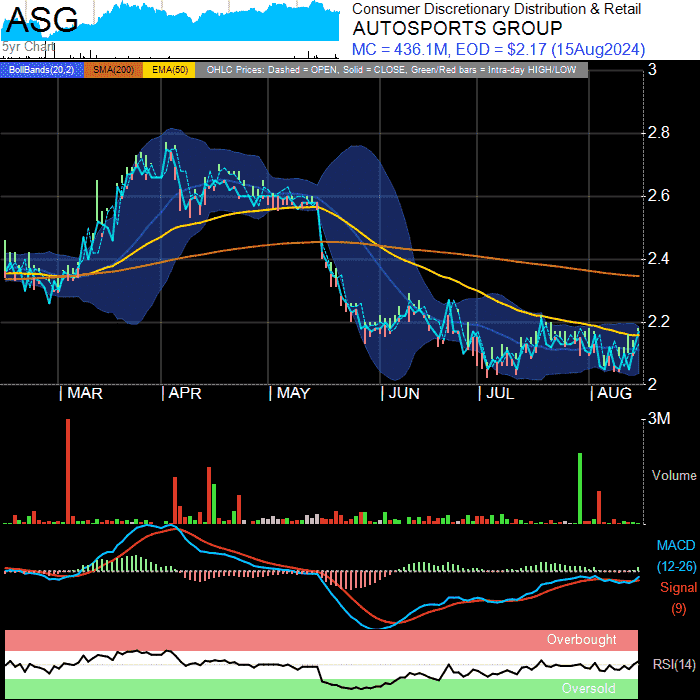 ASG
5yr Chart
Consumer Discretionary Distribution & Retail
AUTOSPORTS GROUP
MC = 436.1M, EOD = $2.17 (15Aug2024)
BollBands(20,2) SMA(200) EMA(50) OHLC Prices: Dashed = OPEN, Solid = CLOSE, Green/Red bars = Intra-day HIGH/LOW
3
2.8
2.6
2.4
2.2
2
MAR APR MAY JUN JUL AUG
3M
Volume
MACD
(12-26)
Signal
(9)
Overbought
RSI(14)
Oversold